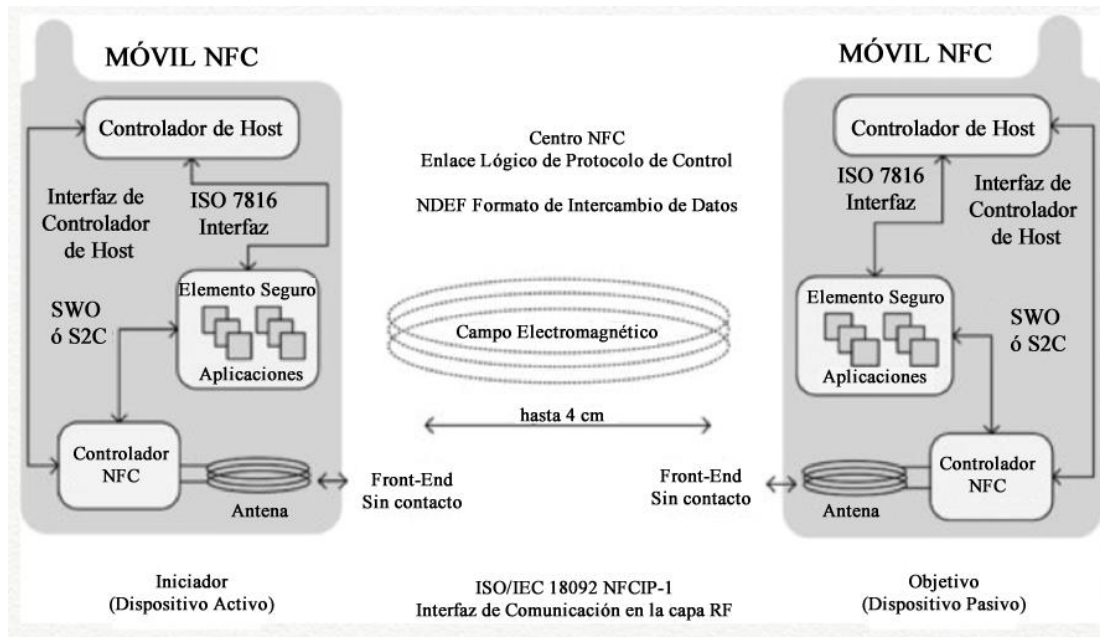 MÓVIL NFC
Controlador de Host
Interfaz de
Controlador
de Host
ISO 7816
Interfaz
Elemento Seguro
Aplicaciones
SWO
ó S2C
Controlador
NFC
Antena
Front-End
Sin contacto
Iniciador
(Dispositivo Activo)
Centro NFC
Enlace Lógico de Protocolo de Control
NDEF Formato de Intercambio de Datos
Campo Electromagnético
hasta 4 cm
ISO/IEC 18092 NFCIP-1
Interfaz de Comunicación en la capa RF
MÓVIL NFC
Controlador de Host
ISO 7816
Interfaz
Interfaz de
Controlador
de Host
Elemento Seguro
Aplicaciones
SWO
ó S2C
Front-End
Sin contacto
Antena
Controlador
NFC
Objetivo
(Dispositivo Pasivo)